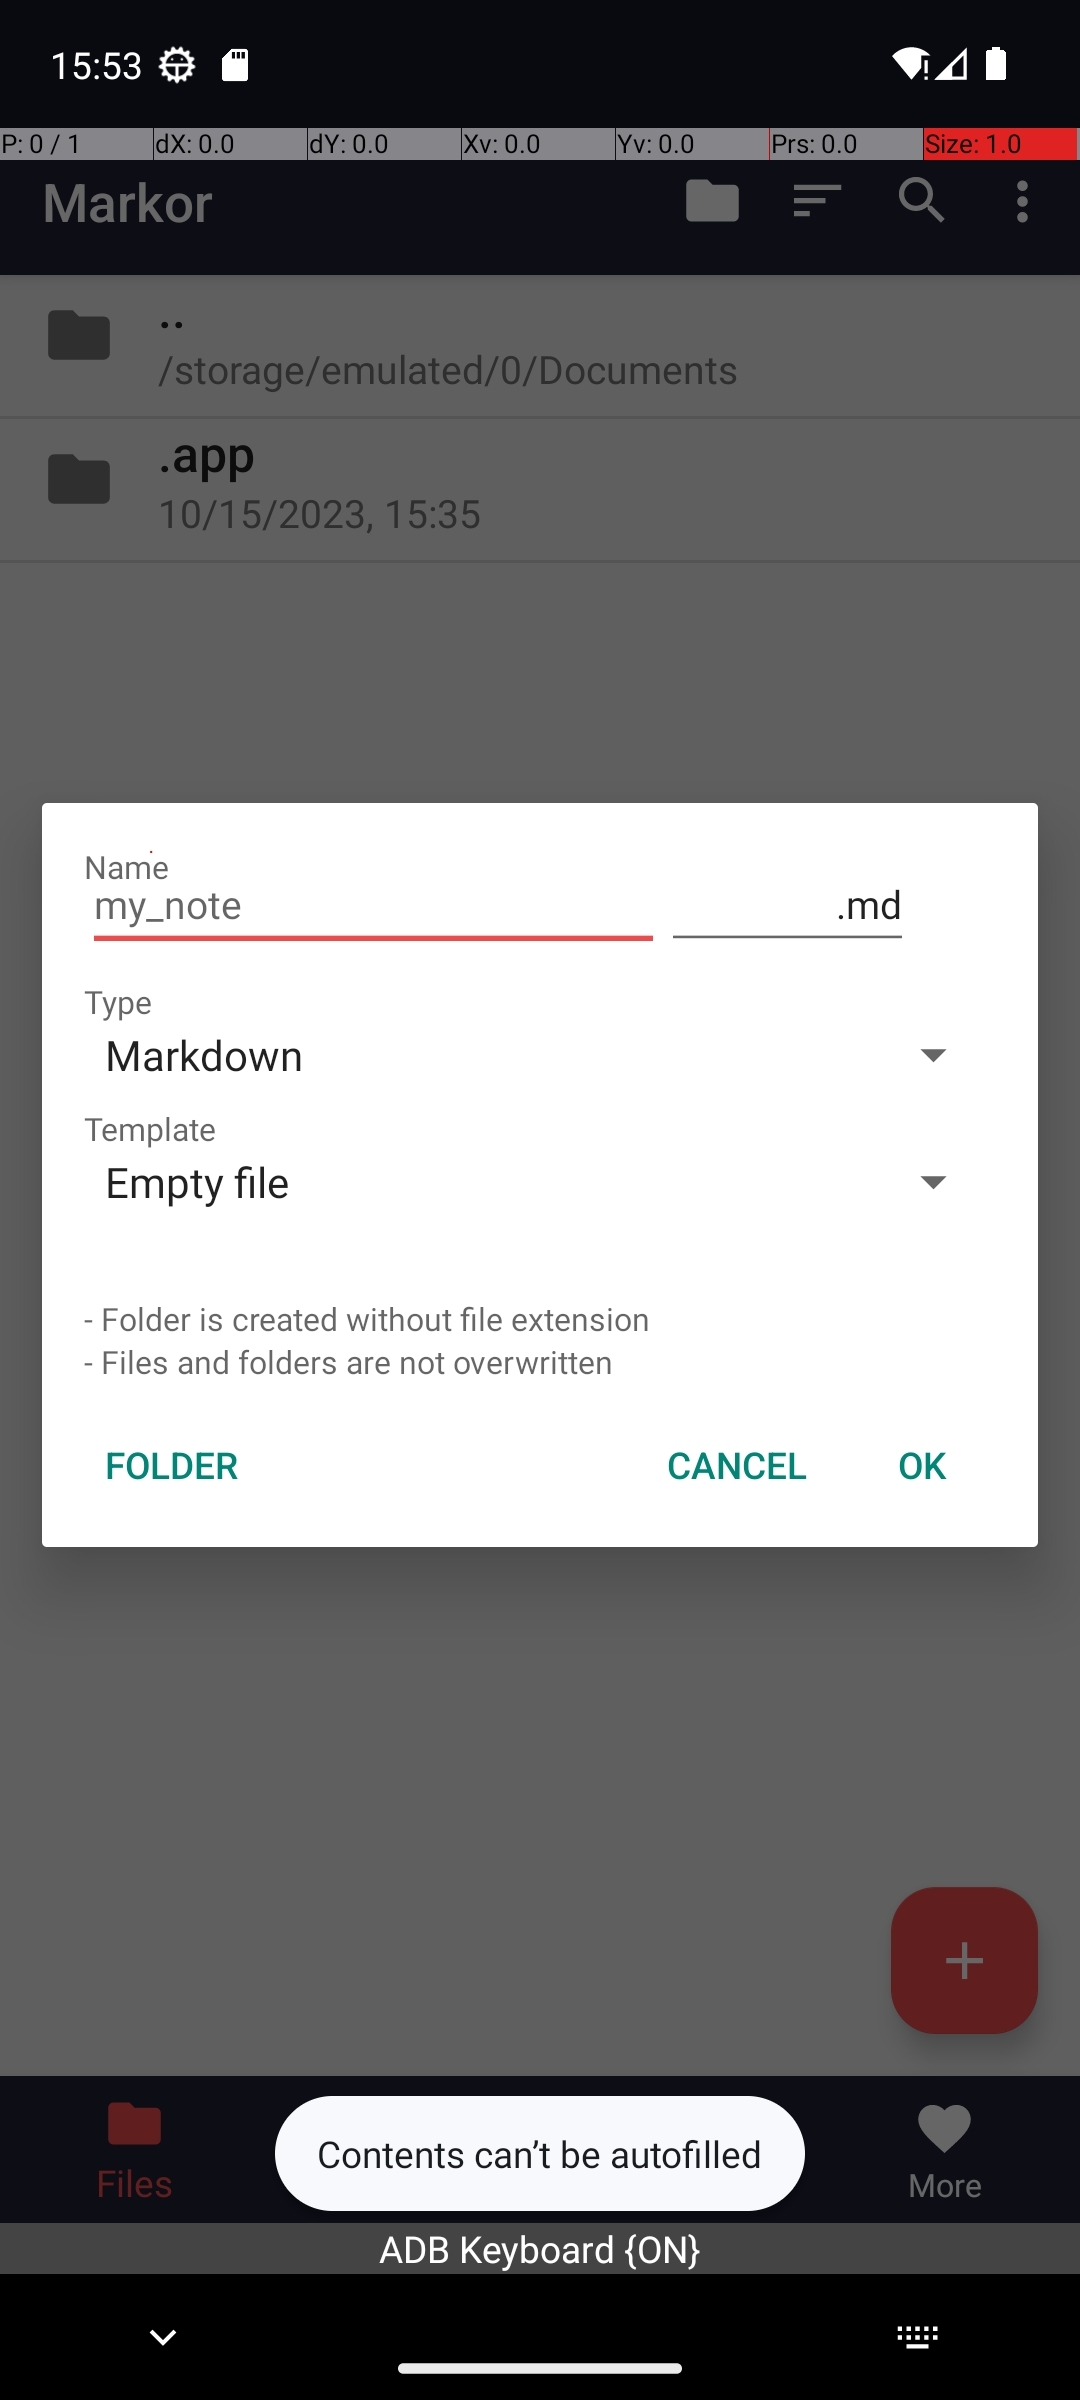 15:53
P: 0 / 1 dX: 0.0 dY: 0.0 Xv: 0.0 Yv: 0.0 Prs: 0.0 Size: 1.0
Markor
..
/storage/emulated/0/Documents
.app
10/15/2023, 15:35
Name
my_note .md
Type
Markdown
Template
Empty file
- Folder is created without file extension
- Files and folders are not overwritten
FOLDER CANCEL OK
Contents can’t be autofilled
Files More
ADB Keyboard {ON}